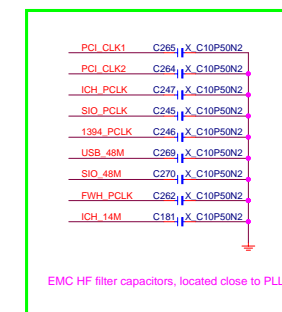 PCI_CLK1 C265 X_C10P50N2
PCI_CLK2 C264 X_C10P50N2
ICH_PCLK C247 X_C10P50N2
SIO_PCLK C245 X_C10P50N2
1394_PCLK C246 X_C10P50N2
USB_48M C269 X_C10P50N2
SIO_48M C270 X_C10P50N2
FWH_PCLK C262 X_C10P50N2
ICH_14M C181 X_C10P50N2
EMC HF filter capacitors, located close to PLL